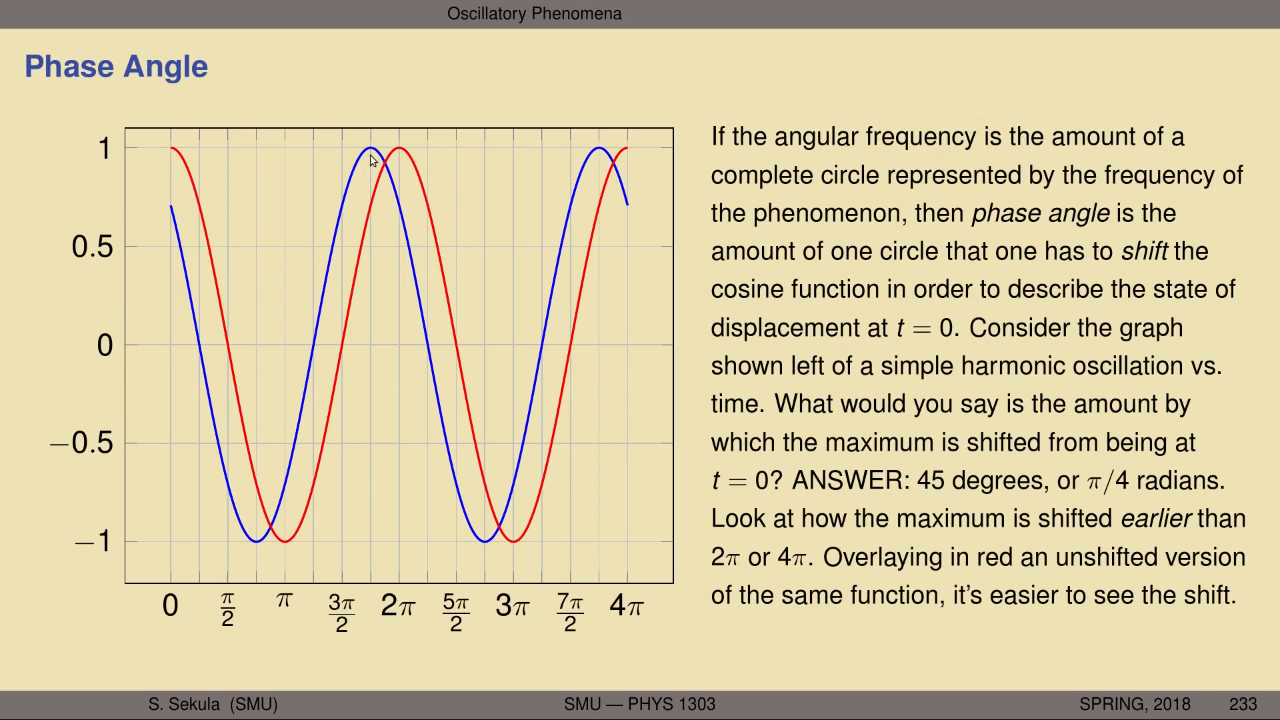 Oscillatory Phenomena
Phase Angle
1
0.5
0
−0.5
−1
0 π/2 π 3π/2 2π 5π/2 3π 7π/2 4π
If the angular frequency is the amount of a
complete circle represented by the frequency of
the phenomenon, then phase angle is the
amount of one circle that one has to shift the
cosine function in order to describe the state of
displacement at t = 0. Consider the graph
shown left of a simple harmonic oscillation vs.
time. What would you say is the amount by
which the maximum is shifted from being at
t = 0? ANSWER: 45 degrees, or π/4 radians.
Look at how the maximum is shifted earlier than
2π or 4π. Overlaying in red an unshifted version
of the same function, it's easier to see the shift.
S. Sekula (SMU) SMU — PHYS 1303 SPRING, 2018 233